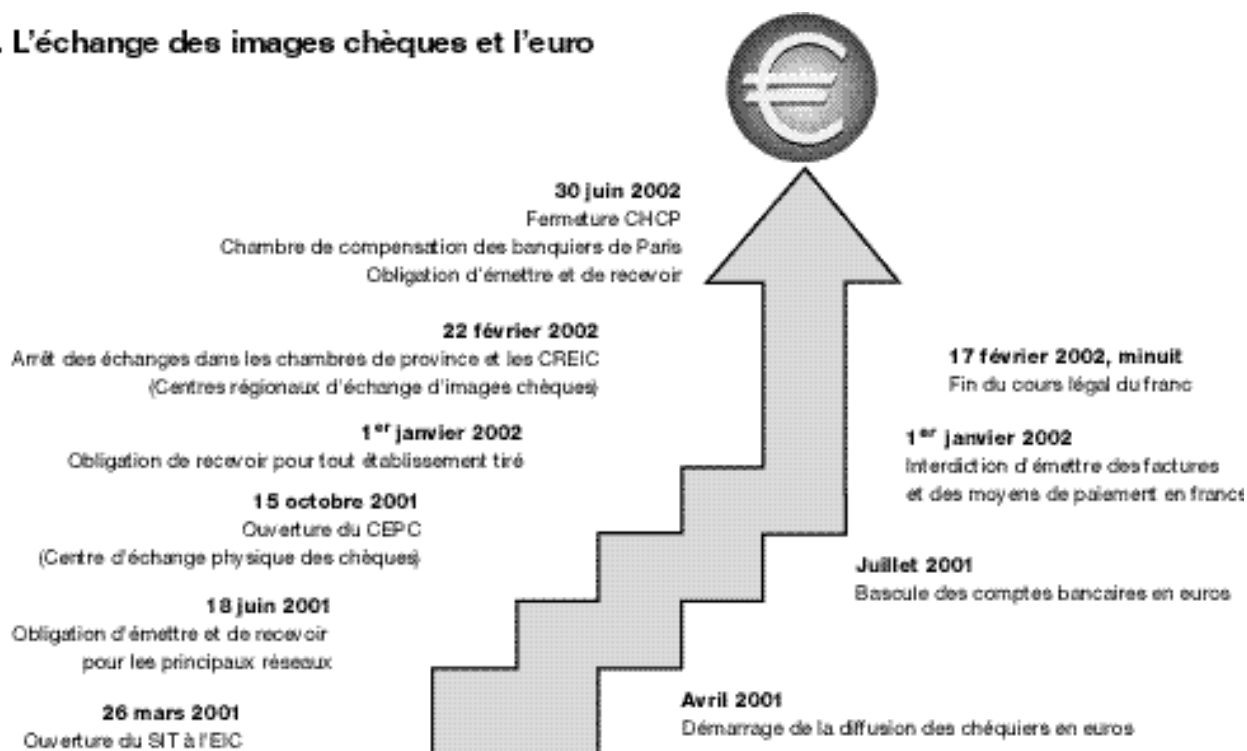 . L'échange des images chèques et l'euro
30 juin 2002
Fermeture CHCP
Chambre de compensation des banquiers de Paris
Obligation d'émettre et de recevoir
22 février 2002
Arrêt des échanges dans les chambres de province et les CREIC
(Centres régionaux d'échange d'images chèques)
1er janvier 2002
Obligation de recevoir pour tout établissement tiré
15 octobre 2001
Ouverture du CEPC
(Centre d'échange physique des chèques)
18 juin 2001
Obligation d'émettre et de recevoir
pour les principaux réseaux
26 mars 2001
Ouverture du SIT à l'EIC
17 février 2002, minuit
Fin du cours légal du franc
1er janvier 2002
Interdiction d'émettre des factures
et des moyens de paiement en francs
Juillet 2001
Bascule des comptes bancaires en euros
Avril 2001
Démarrage de la diffusion des chéquiers en euros
€